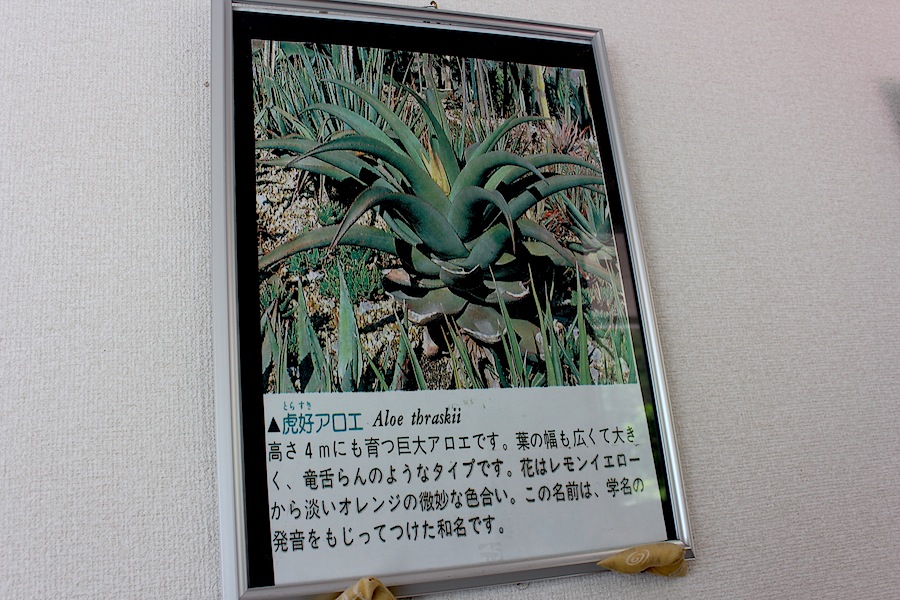 とらすき
▲虎好アロエ Aloe thraskii
高さ4mにも育つ巨大アロエです。葉の幅も広くて大き
く、竜舌らんのようなタイプです。花はレモンイエロー
から淡いオレンジの微妙な色合い。この名前は、学名の
発音をもじってつけた和名です。